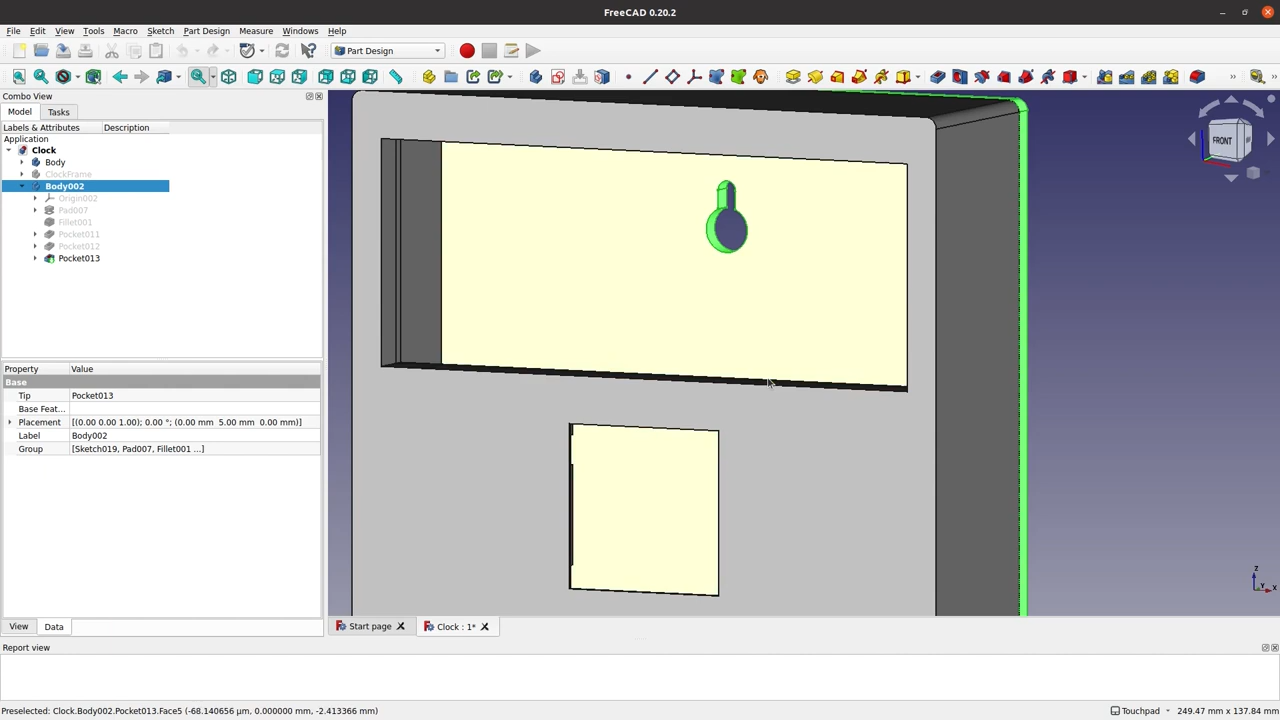 FreeCAD 0.20.2
File Edit View Tools Macro Sketch Part Design Measure Windows Help
Part Design
Combo View
Model Tasks
Labels & Attributes Description
Application
Clock
Body
ClockFrame
Body002
Origin002
Pad007
Fillet001
Pocket011
Pocket012
Pocket013
Property Value
Base
Tip Pocket013
Base Feat...
Placement [(0.00 0.00 1.00); 0.00 °; (0.00 mm 5.00 mm 0.00 mm)]
Label Body002
Group [Sketch019, Pad007, Fillet001 ...]
FRONT
Z
Y
X
View Data
Start page Clock : 1*
Report view
Preselected: Clock.Body002.Pocket013.Face5 (-68.140656 µm, 0.000000 mm, -2.413366 mm)
Touchpad 249.47 mm x 137.84 mm